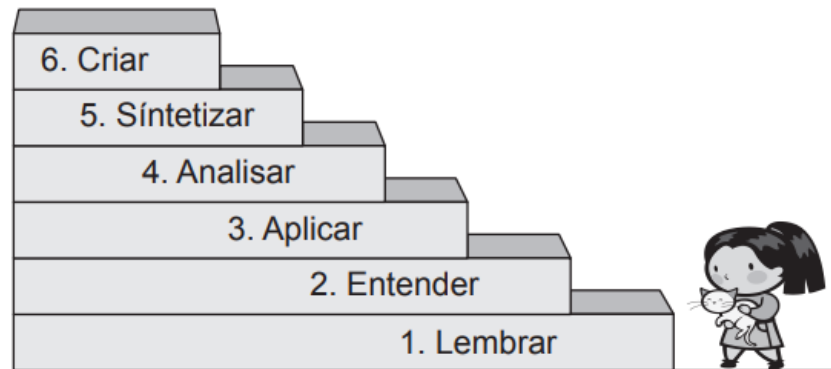 6. Criar
5. Síntetizar
4. Analisar
3. Aplicar
2. Entender
1. Lembrar